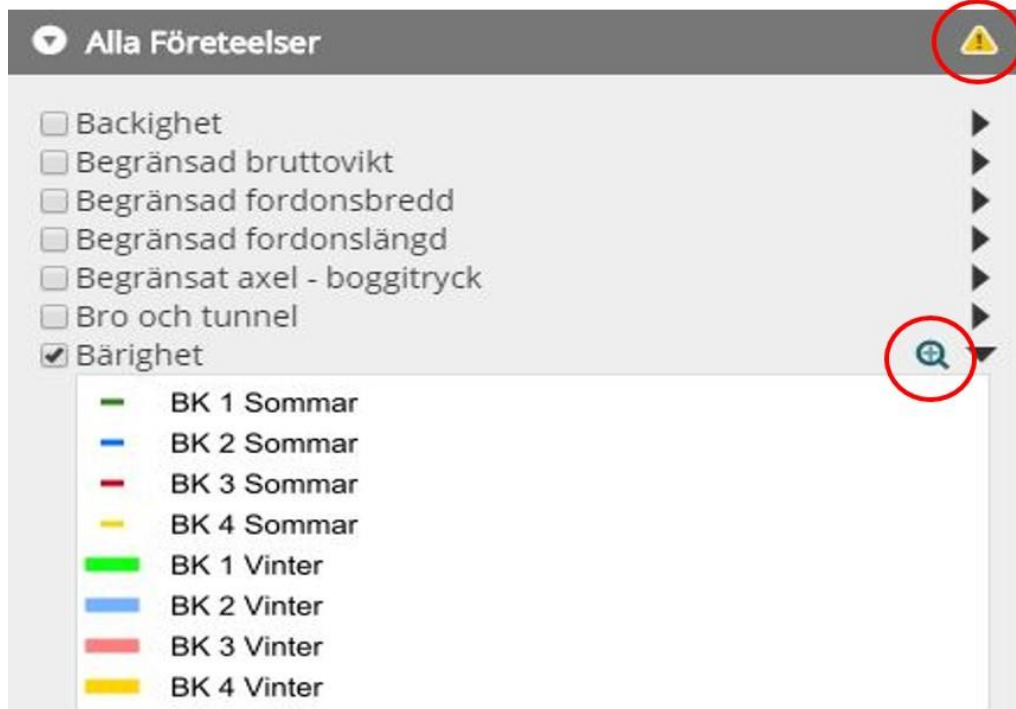 Alla Företeelser
Backighet
Begränsad bruttovikt
Begränsad fordonsbredd
Begränsad fordonslängd
Begränsat axel - boggitryck
Bro och tunnel
Bärighet
BK 1 Sommar
BK 2 Sommar
BK 3 Sommar
BK 4 Sommar
BK 1 Vinter
BK 2 Vinter
BK 3 Vinter
BK 4 Vinter